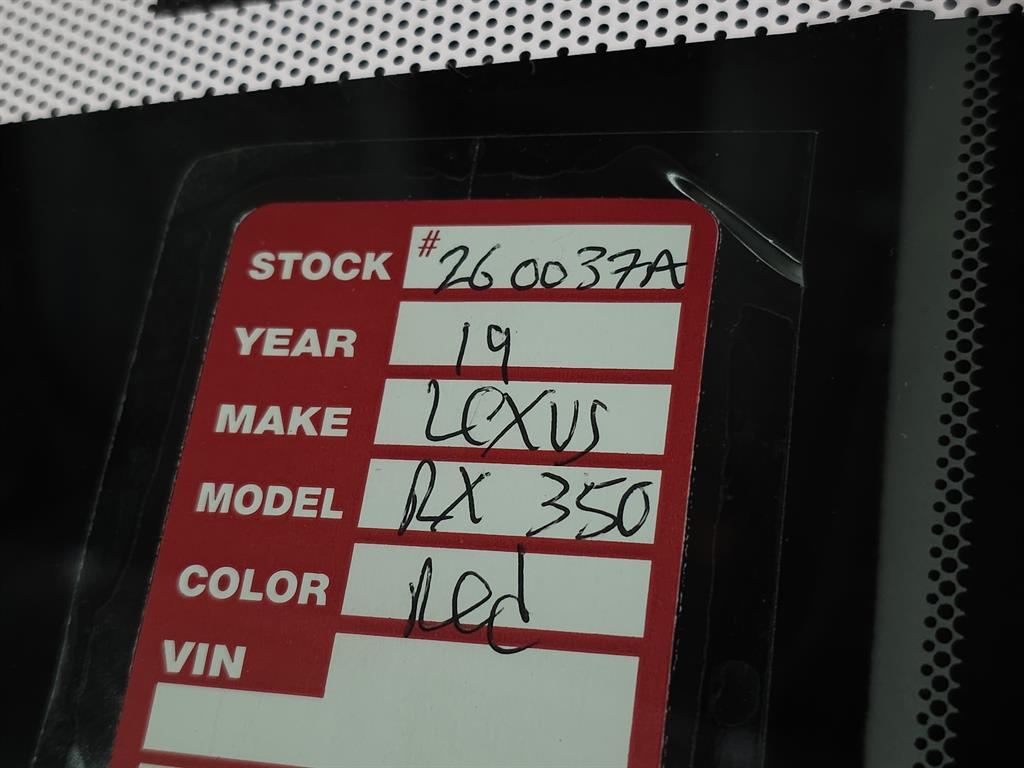 STOCK #260037A
YEAR 19
MAKE LEXUS
MODEL RX 350
COLOR Red
VIN